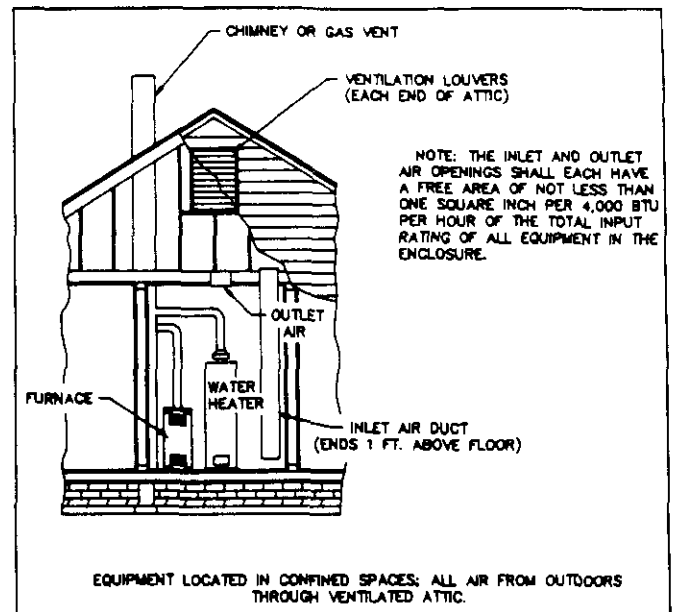 CHIMNEY OR GAS VENT
VENTILATION LOUVERS
(EACH END OF ATTIC)
NOTE: THE INLET AND OUTLET
AIR OPENINGS SHALL EACH HAVE
A FREE AREA OF NOT LESS THAN
ONE SQUARE INCH PER 4,000 BTU
PER HOUR OF THE TOTAL INPUT
RATING OF ALL EQUIPMENT IN THE
ENCLOSURE.
OUTLET
AIR
FURNACE
WATER
HEATER
INLET AIR DUCT
(ENDS 1 FT. ABOVE FLOOR)
EQUIPMENT LOCATED IN CONFINED SPACES; ALL AIR FROM OUTDOORS
THROUGH VENTILATED ATTIC.